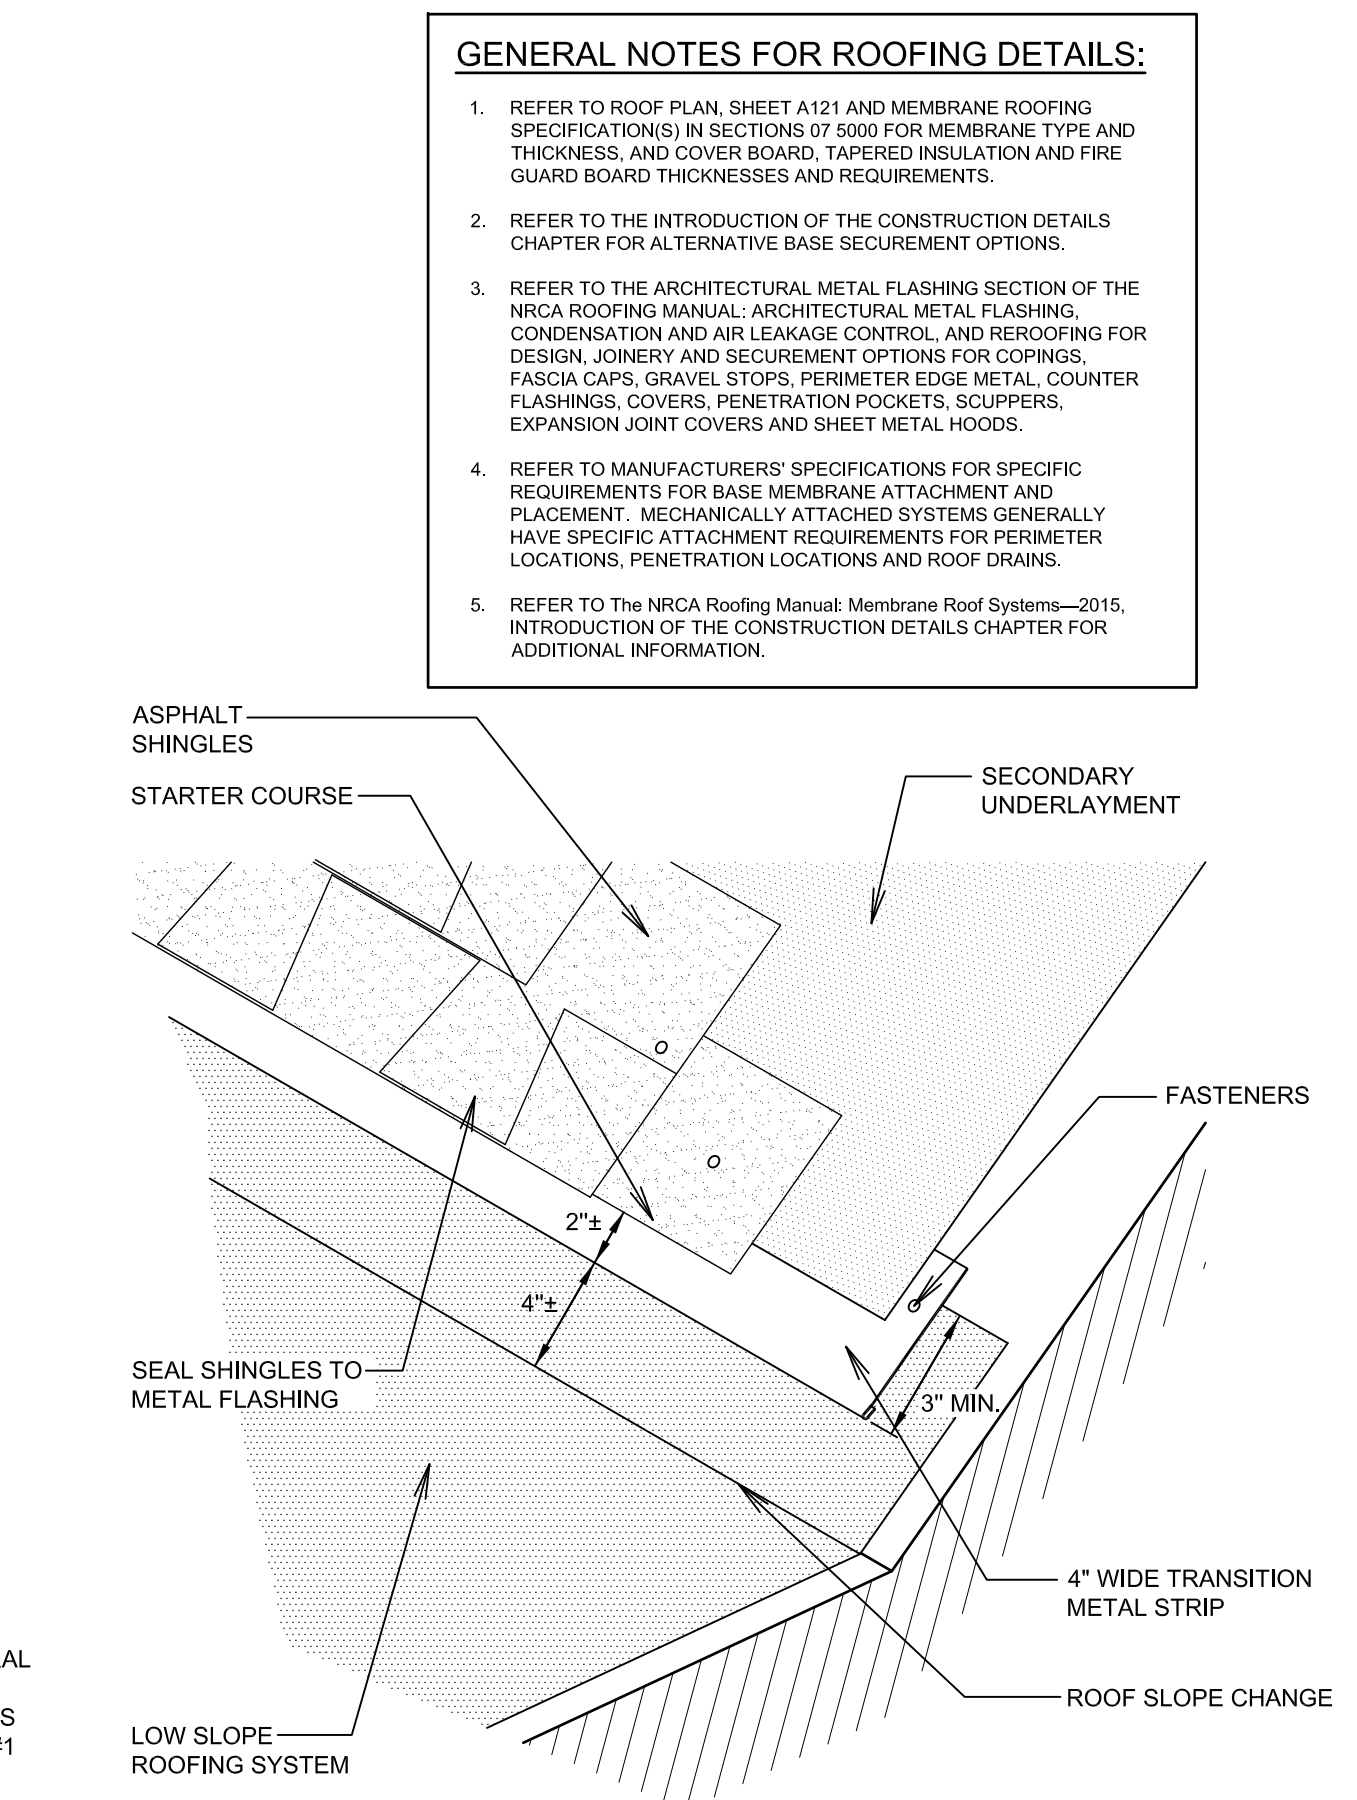 GENERAL NOTES FOR ROOFING DETAILS:
1. REFER TO ROOF PLAN, SHEET A121 AND MEMBRANE ROOFING
SPECIFICATION(S) IN SECTIONS 07 5000 FOR MEMBRANE TYPE AND
THICKNESS, AND COVER BOARD, TAPERED INSULATION AND FIRE
GUARD BOARD THICKNESSES AND REQUIREMENTS.
2. REFER TO THE INTRODUCTION OF THE CONSTRUCTION DETAILS
CHAPTER FOR ALTERNATIVE BASE SECUREMENT OPTIONS.
3. REFER TO THE ARCHITECTURAL METAL FLASHING SECTION OF THE
NRCA ROOFING MANUAL: ARCHITECTURAL METAL FLASHING,
CONDENSATION AND AIR LEAKAGE CONTROL, AND REROOFING FOR
DESIGN, JOINERY AND SECUREMENT OPTIONS FOR COPINGS,
FASCIA CAPS, GRAVEL STOPS, PERIMETER EDGE METAL, COUNTER
FLASHINGS, COVERS, PENETRATION POCKETS, SCUPPERS,
EXPANSION JOINT COVERS AND SHEET METAL HOODS.
4. REFER TO MANUFACTURERS' SPECIFICATIONS FOR SPECIFIC
REQUIREMENTS FOR BASE MEMBRANE ATTACHMENT AND
PLACEMENT. MECHANICALLY ATTACHED SYSTEMS GENERALLY
HAVE SPECIFIC ATTACHMENT REQUIREMENTS FOR PERIMETER
LOCATIONS, PENETRATION LOCATIONS AND ROOF DRAINS.
5. REFER TO The NRCA Roofing Manual: Membrane Roof Systems—2015,
INTRODUCTION OF THE CONSTRUCTION DETAILS CHAPTER FOR
ADDITIONAL INFORMATION.
ASPHALT
SHINGLES
STARTER COURSE
SECONDARY
UNDERLAYMENT
FASTENERS
2"±
4"±
SEAL SHINGLES TO
METAL FLASHING
3" MIN.
4" WIDE TRANSITION
METAL STRIP
ROOF SLOPE CHANGE
LOW SLOPE
ROOFING SYSTEM